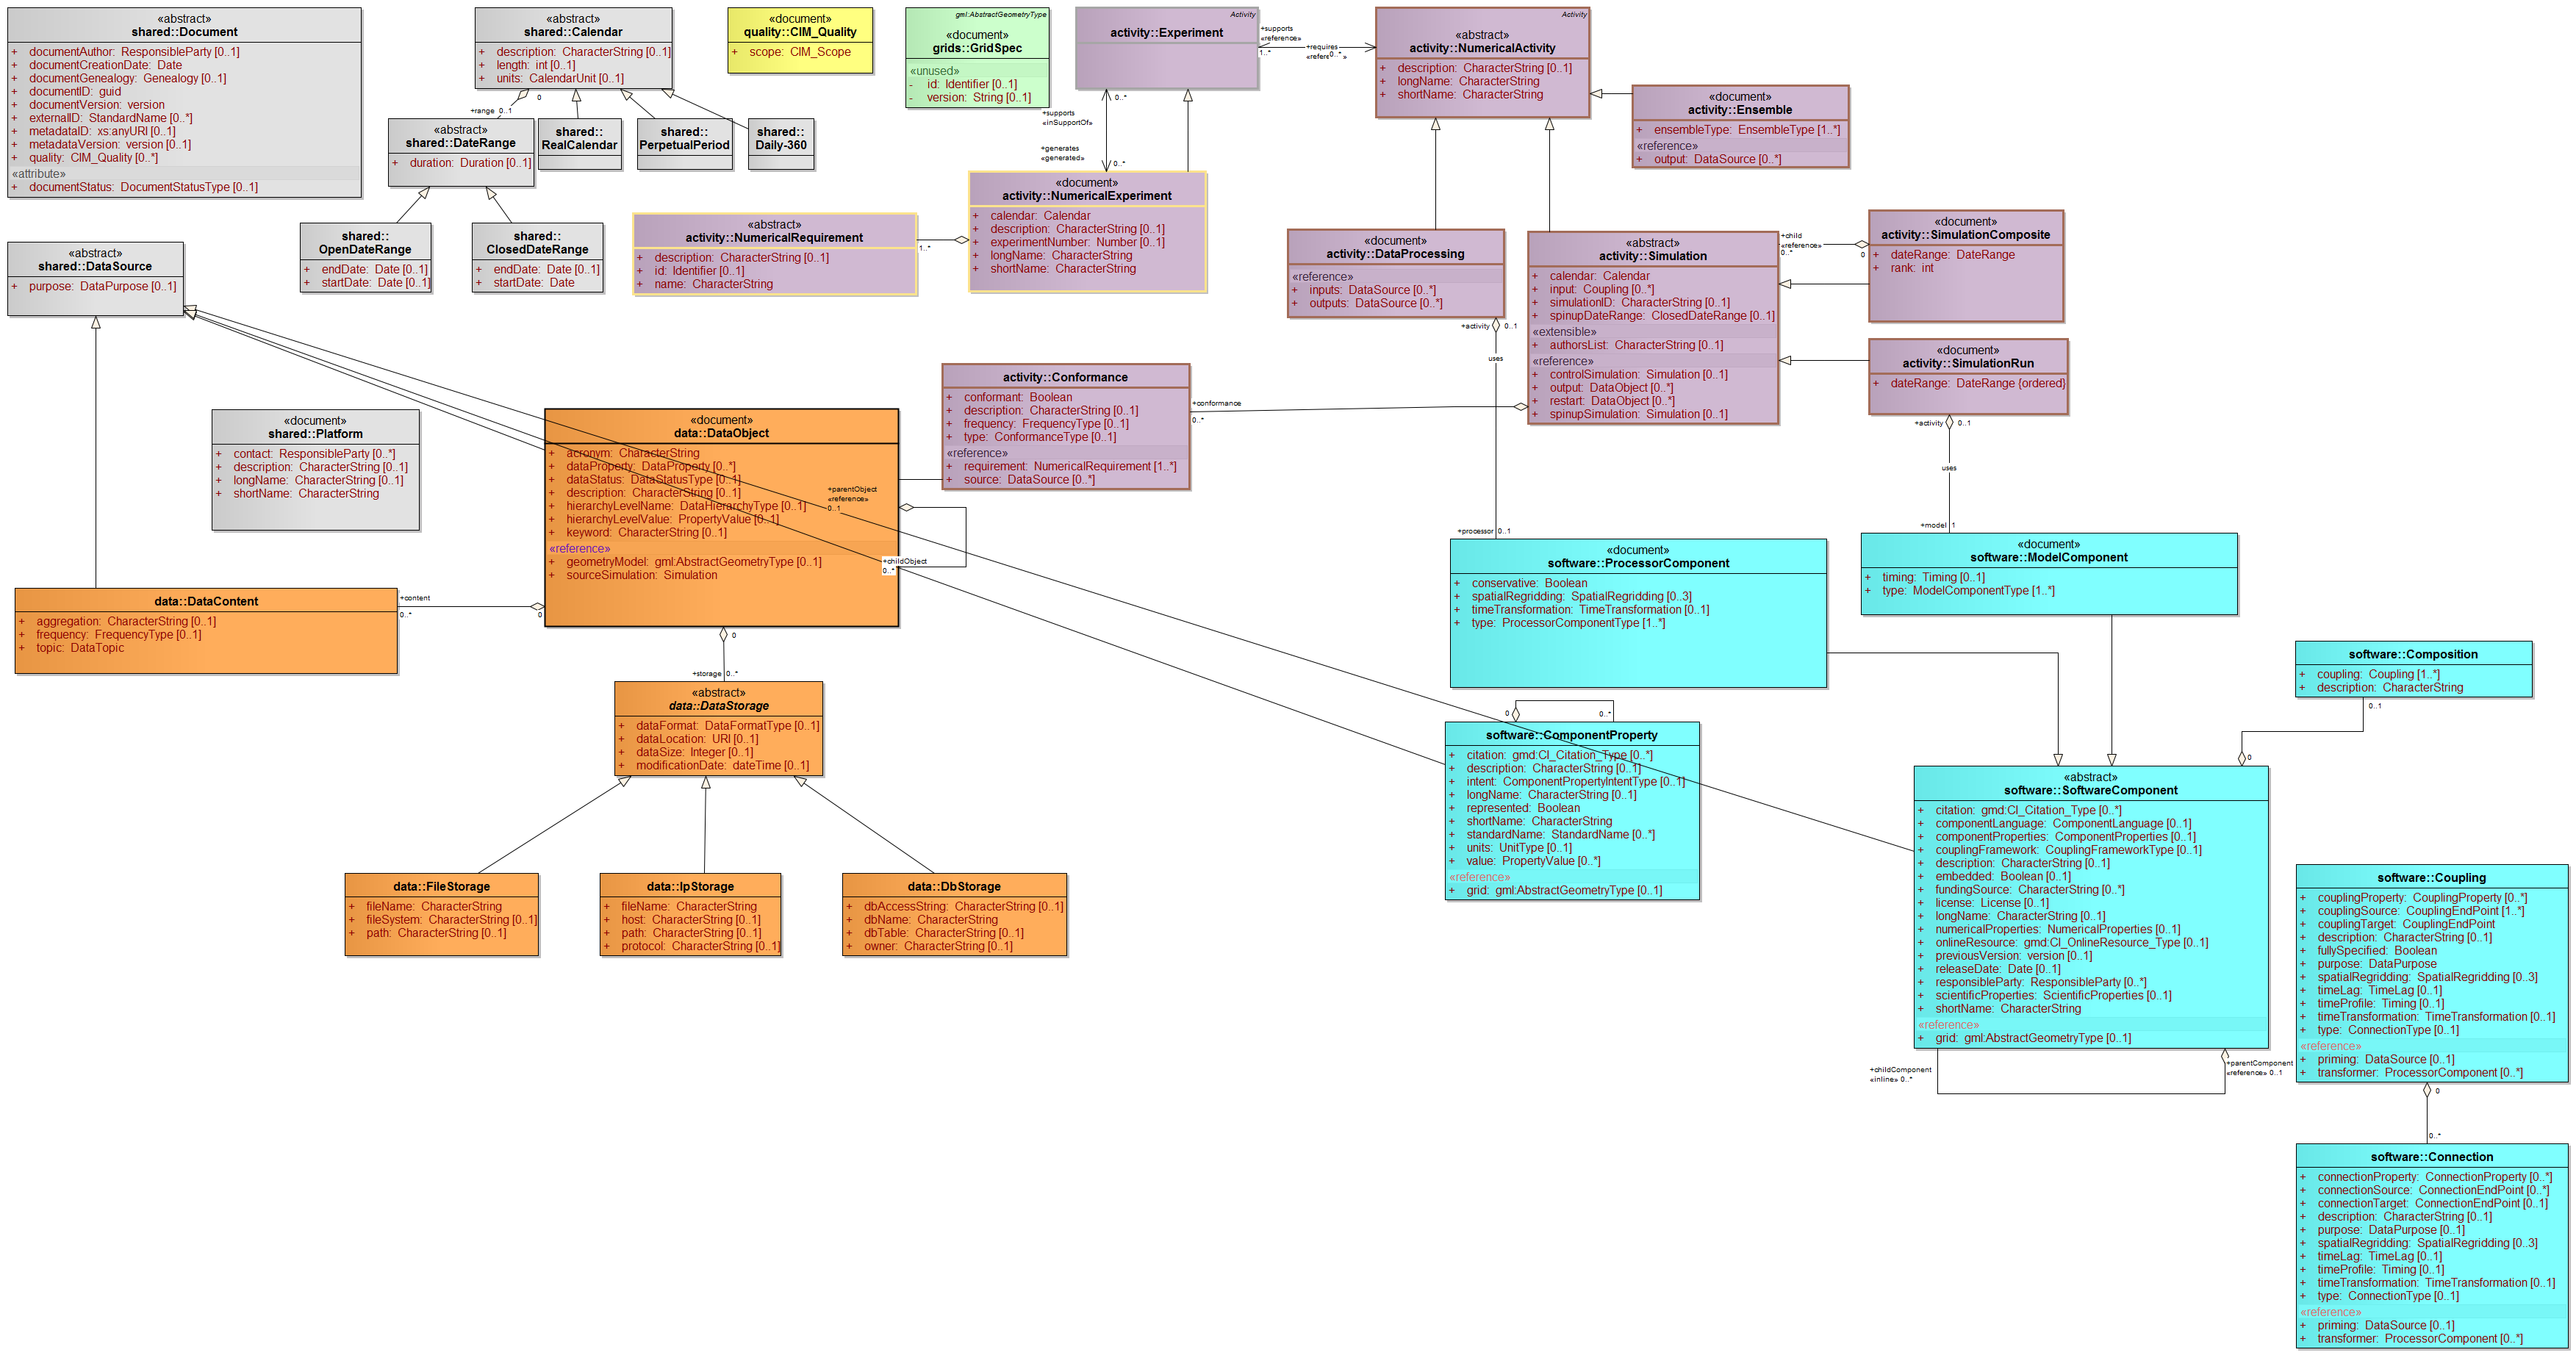 «abstract»
shared::Document
+ documentAuthor: ResponsibleParty [0..1]
+ documentCreationDate: Date
+ documentGenealogy: Genealogy [0..1]
+ documentID: guid
+ documentVersion: version
+ externalID: StandardName [0..*]
+ metadataID: xs:anyURI [0..1]
+ metadataVersion: version [0..1]
+ quality: CIM_Quality [0..*]
«attribute»
+ documentStatus: DocumentStatusType [0..1]
«abstract»
shared::Calendar
+ description: CharacterString [0..1]
+ length: int [0..1]
+ units: CalendarUnit [0..1]
+range 0..1
0
«abstract»
shared::DateRange
+ duration: Duration [0..1]
shared::
RealCalendar
shared::
PerpetualPeriod
shared::
Daily-360
shared::
OpenDateRange
+ endDate: Date [0..1]
+ startDate: Date [0..1]
shared::
ClosedDateRange
+ endDate: Date [0..1]
+ startDate: Date
«document»
quality::CIM_Quality
+ scope: CIM_Scope
gml:AbstractGeometryType
«document»
grids::GridSpec
«unused»
- id: Identifier [0..1]
- version: String [0..1]
Activity
activity::Experiment
+supports
«reference»
1..*
+requires
«refere
0..*
»
Activity
«abstract»
activity::NumericalActivity
+ description: CharacterString [0..1]
+ longName: CharacterString
+ shortName: CharacterString
«document»
activity::Ensemble
+ ensembleType: EnsembleType [1..*]
«reference»
+ output: DataSource [0..*]
0..*
+supports
«inSupportOf»
+generates
«generated»
0..*
«document»
activity::NumericalExperiment
+ calendar: Calendar
+ description: CharacterString [0..1]
+ experimentNumber: Number [0..1]
+ longName: CharacterString
+ shortName: CharacterString
1..*
«abstract»
activity::NumericalRequirement
+ description: CharacterString [0..1]
+ id: Identifier [0..1]
+ name: CharacterString
«document»
activity::DataProcessing
«reference»
+ inputs: DataSource [0..*]
+ outputs: DataSource [0..*]
+activity 0..1
uses
+processor 0..1
«abstract»
activity::Simulation
+ calendar: Calendar
+ input: Coupling [0..*]
+ simulationID: CharacterString [0..1]
+ spinupDateRange: ClosedDateRange [0..1]
«extensible»
+ authorsList: CharacterString [0..1]
«reference»
+ controlSimulation: Simulation [0..1]
+ output: DataObject [0..*]
+ restart: DataObject [0..*]
+ spinupSimulation: Simulation [0..1]
+child
«reference»
0..*
0
«document»
activity::SimulationComposite
+ dateRange: DateRange
+ rank: int
«document»
activity::SimulationRun
+ dateRange: DateRange {ordered}
+activity 0..1
uses
+model 1
«abstract»
shared::DataSource
+ purpose: DataPurpose [0..1]
«document»
shared::Platform
+ contact: ResponsibleParty [0..*]
+ description: CharacterString [0..1]
+ longName: CharacterString [0..1]
+ shortName: CharacterString
«document»
data::DataObject
+ acronym: CharacterString
+ dataProperty: DataProperty [0..*]
+ dataStatus: DataStatusType [0..1]
+ description: CharacterString [0..1]
+ hierarchyLevelName: DataHierarchyType [0..1]
+ hierarchyLevelValue: PropertyValue [0..1]
+ keyword: CharacterString [0..1]
«reference»
+ geometryModel: gml:AbstractGeometryType [0..1]
+ sourceSimulation: Simulation
+parentObject
«reference»
0..1
+childObject
0..*
activity::Conformance
+ conformant: Boolean
+ description: CharacterString [0..1]
+ frequency: FrequencyType [0..1]
+ type: ConformanceType [0..1]
«reference»
+ requirement: NumericalRequirement [1..*]
+ source: DataSource [0..*]
+conformance
0..*
data::DataContent
+ aggregation: CharacterString [0..1]
+ frequency: FrequencyType [0..1]
+ topic: DataTopic
+content
0..*
0
0
+storage 0..*
«abstract»
data::DataStorage
+ dataFormat: DataFormatType [0..1]
+ dataLocation: URI [0..1]
+ dataSize: Integer [0..1]
+ modificationDate: dateTime [0..1]
data::FileStorage
+ fileName: CharacterString
+ fileSystem: CharacterString [0..1]
+ path: CharacterString [0..1]
data::IpStorage
+ fileName: CharacterString
+ host: CharacterString [0..1]
+ path: CharacterString [0..1]
+ protocol: CharacterString [0..1]
data::DbStorage
+ dbAccessString: CharacterString [0..1]
+ dbName: CharacterString
+ dbTable: CharacterString [0..1]
+ owner: CharacterString [0..1]
«document»
software::ProcessorComponent
+ conservative: Boolean
+ spatialRegridding: SpatialRegridding [0..3]
+ timeTransformation: TimeTransformation [0..1]
+ type: ProcessorComponentType [1..*]
«document»
software::ModelComponent
+ timing: Timing [0..1]
+ type: ModelComponentType [1..*]
0
0..*
software::ComponentProperty
+ citation: gmd:CI_Citation_Type [0..*]
+ description: CharacterString [0..1]
+ intent: ComponentPropertyIntentType [0..1]
+ longName: CharacterString [0..1]
+ represented: Boolean
+ shortName: CharacterString
+ standardName: StandardName [0..*]
+ units: UnitType [0..1]
+ value: PropertyValue [0..*]
«reference»
+ grid: gml:AbstractGeometryType [0..1]
software::Composition
+ coupling: Coupling [1..*]
+ description: CharacterString
0..1
0
«abstract»
software::SoftwareComponent
+ citation: gmd:CI_Citation_Type [0..*]
+ componentLanguage: ComponentLanguage [0..1]
+ componentProperties: ComponentProperties [0..1]
+ couplingFramework: CouplingFrameworkType [0..1]
+ description: CharacterString [0..1]
+ embedded: Boolean [0..1]
+ fundingSource: CharacterString [0..*]
+ license: License [0..1]
+ longName: CharacterString [0..1]
+ numericalProperties: NumericalProperties [0..1]
+ onlineResource: gmd:CI_OnlineResource_Type [0..1]
+ previousVersion: version [0..1]
+ releaseDate: Date [0..1]
+ responsibleParty: ResponsibleParty [0..*]
+ scientificProperties: ScientificProperties [0..1]
+ shortName: CharacterString
«reference»
+ grid: gml:AbstractGeometryType [0..1]
+childComponent
«inline» 0..*
+parentComponent
«reference» 0..1
software::Coupling
+ couplingProperty: CouplingProperty [0..*]
+ couplingSource: CouplingEndPoint [1..*]
+ couplingTarget: CouplingEndPoint
+ description: CharacterString [0..1]
+ fullySpecified: Boolean
+ purpose: DataPurpose
+ spatialRegridding: SpatialRegridding [0..3]
+ timeLag: TimeLag [0..1]
+ timeProfile: Timing [0..1]
+ timeTransformation: TimeTransformation [0..1]
+ type: ConnectionType [0..1]
«reference»
+ priming: DataSource [0..1]
+ transformer: ProcessorComponent [0..*]
0
0..*
software::Connection
+ connectionProperty: ConnectionProperty [0..*]
+ connectionSource: ConnectionEndPoint [0..*]
+ connectionTarget: ConnectionEndPoint [0..1]
+ description: CharacterString [0..1]
+ purpose: DataPurpose [0..1]
+ spatialRegridding: SpatialRegridding [0..3]
+ timeLag: TimeLag [0..1]
+ timeProfile: Timing [0..1]
+ timeTransformation: TimeTransformation [0..1]
+ type: ConnectionType [0..1]
«reference»
+ priming: DataSource [0..1]
+ transformer: ProcessorComponent [0..*]